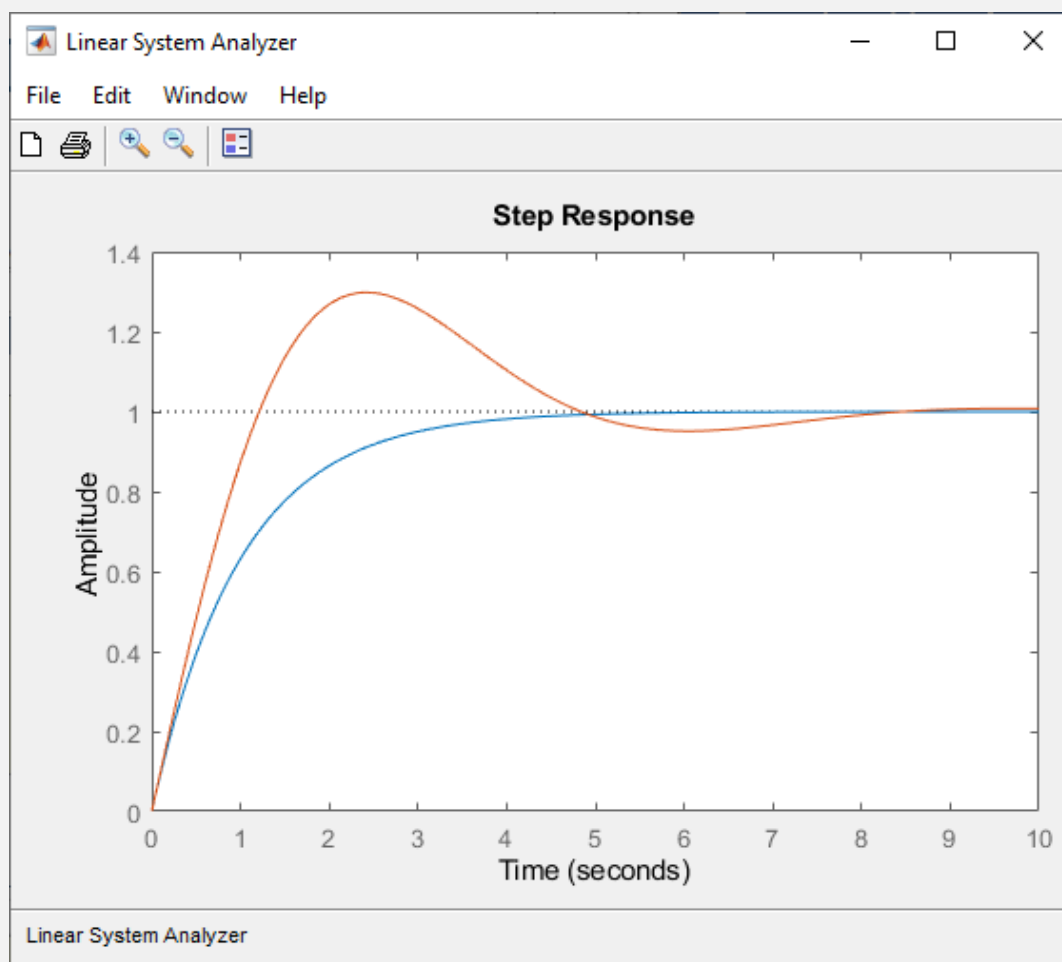 Linear System Analyzer
File Edit Window Help
Step Response
1.4
1.2
1
0.8
0.6
0.4
0.2
0
Amplitude
0 1 2 3 4 5 6 7 8 9 10
Time (seconds)
Linear System Analyzer